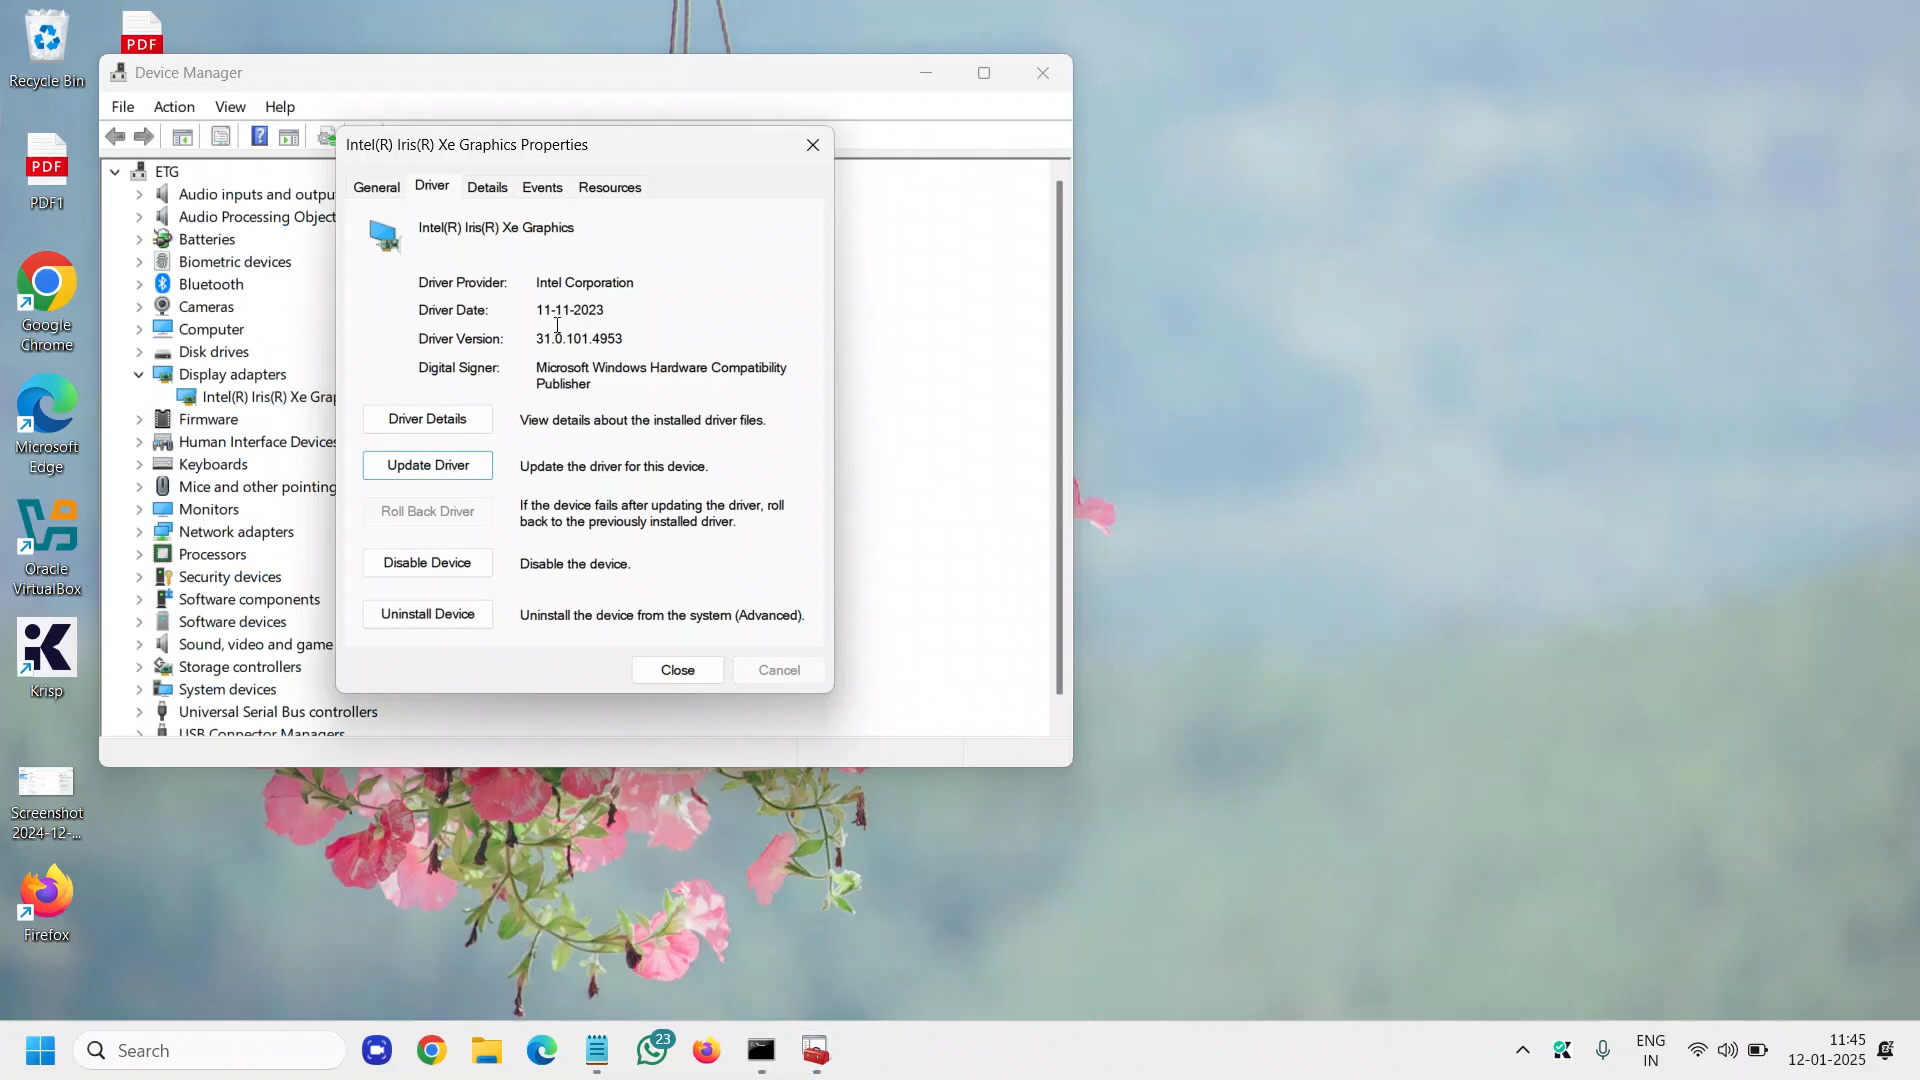 Recycle Bin
PDF
PDF
PDF1
Google
Chrome
Microsoft
Edge
Oracle
VirtualBox
Krisp
Screenshot
2024-12-...
Firefox
Device Manager
File Action View Help
ETG
Audio inputs and outpu
Audio Processing Object
Batteries
Biometric devices
Bluetooth
Cameras
Computer
Disk drives
Display adapters
Intel(R) Iris(R) Xe Grap
Firmware
Human Interface Devices
Keyboards
Mice and other pointing
Monitors
Network adapters
Processors
Security devices
Software components
Software devices
Sound, video and game
Storage controllers
System devices
Universal Serial Bus controllers
USB Connector Managers
Intel(R) Iris(R) Xe Graphics Properties
General Driver Details Events Resources
Intel(R) Iris(R) Xe Graphics
Driver Provider: Intel Corporation
Driver Date: 11-11-2023
Driver Version: 31.0.101.4953
Digital Signer: Microsoft Windows Hardware Compatibility
Publisher
Driver Details View details about the installed driver files.
Update Driver Update the driver for this device.
Roll Back Driver If the device fails after updating the driver, roll
back to the previously installed driver.
Disable Device Disable the device.
Uninstall Device Uninstall the device from the system (Advanced).
Close Cancel
Search
23
ENG
IN
11:45
12-01-2025